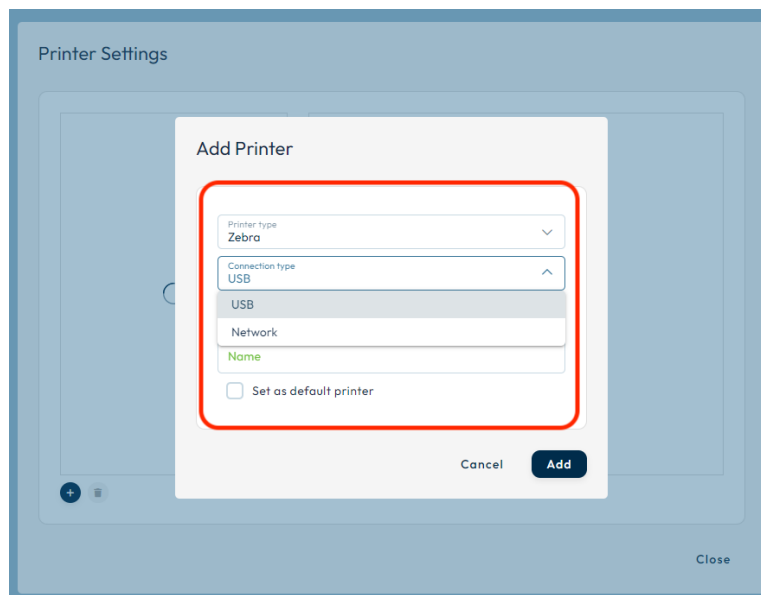 Printer Settings
Add Printer
Printer type
Zebra
Connection type
USB
USB
Network
Name
Set as default printer
Cancel
Add
Close